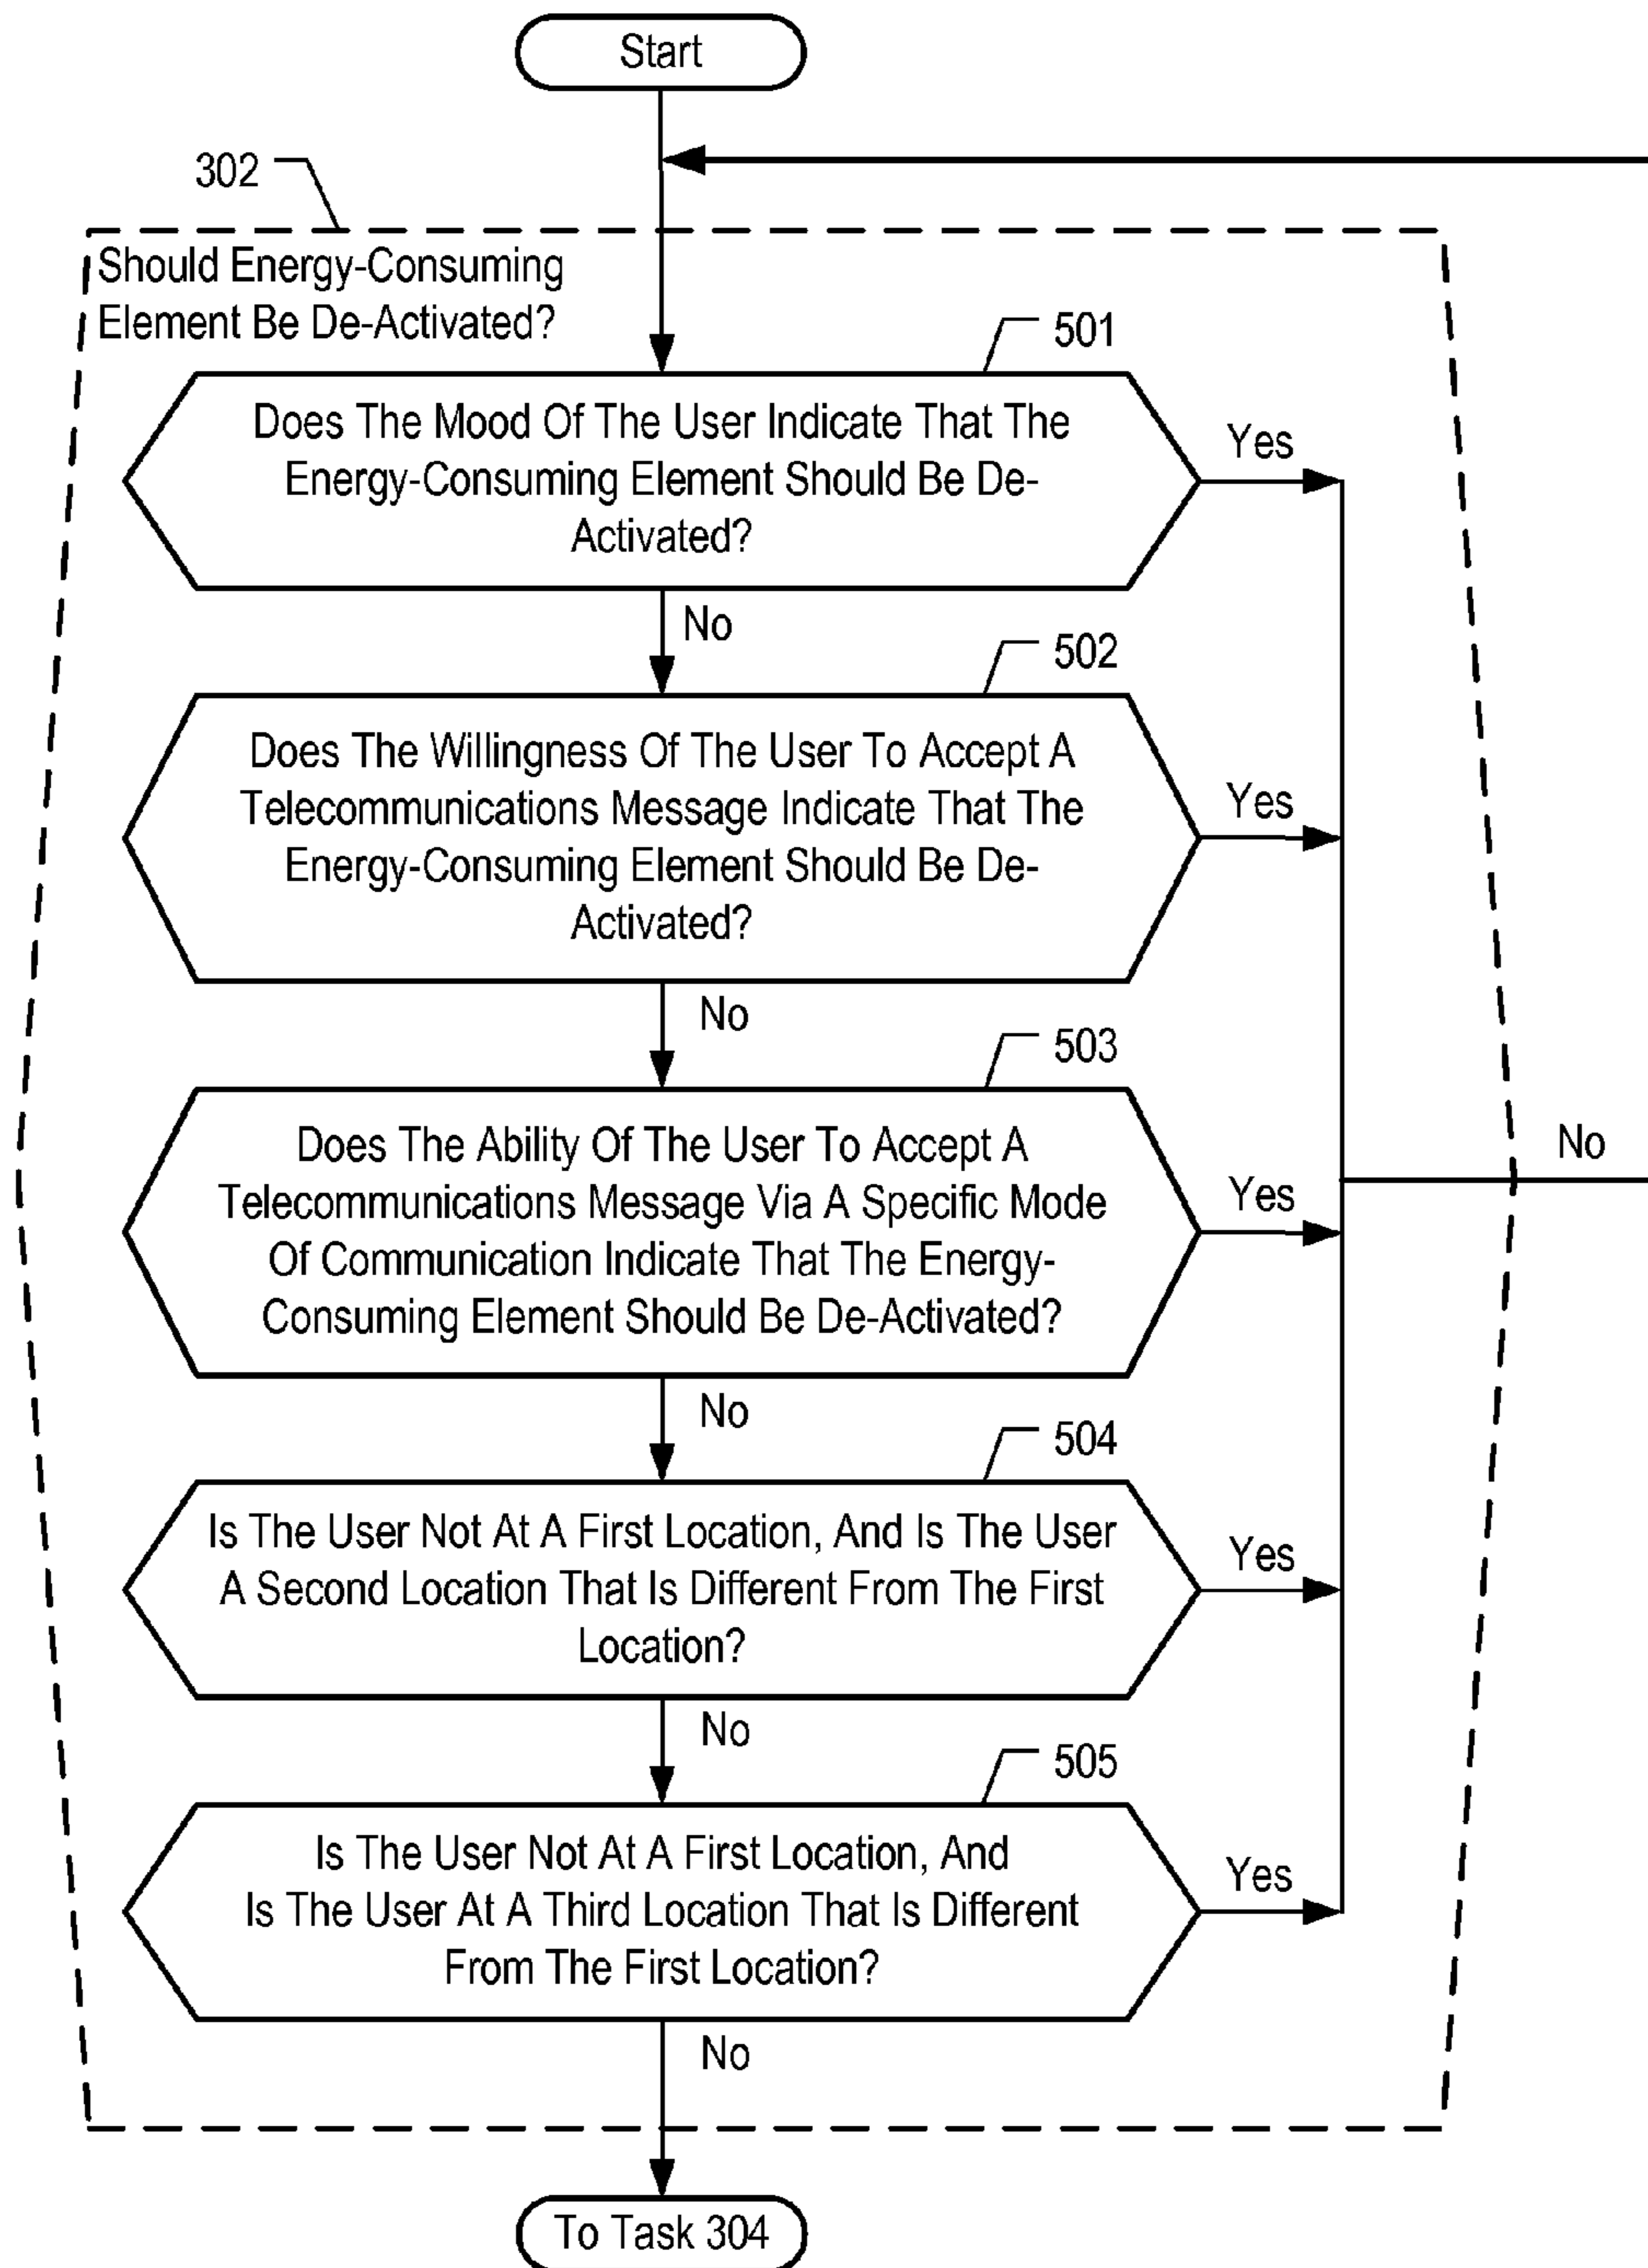 Start
302
Should Energy-Consuming
Element Be De-Activated?
501
Does The Mood Of The User Indicate That The
Energy-Consuming Element Should Be De-
Activated?
Yes
No
502
Does The Willingness Of The User To Accept A
Telecommunications Message Indicate That The
Energy-Consuming Element Should Be De-
Activated?
Yes
No
503
Does The Ability Of The User To Accept A
Telecommunications Message Via A Specific Mode
Of Communication Indicate That The Energy-
Consuming Element Should Be De-Activated?
Yes
No
No
504
Is The User Not At A First Location, And Is The User
A Second Location That Is Different From The First
Location?
Yes
No
505
Is The User Not At A First Location, And
Is The User At A Third Location That Is Different
From The First Location?
Yes
No
To Task 304